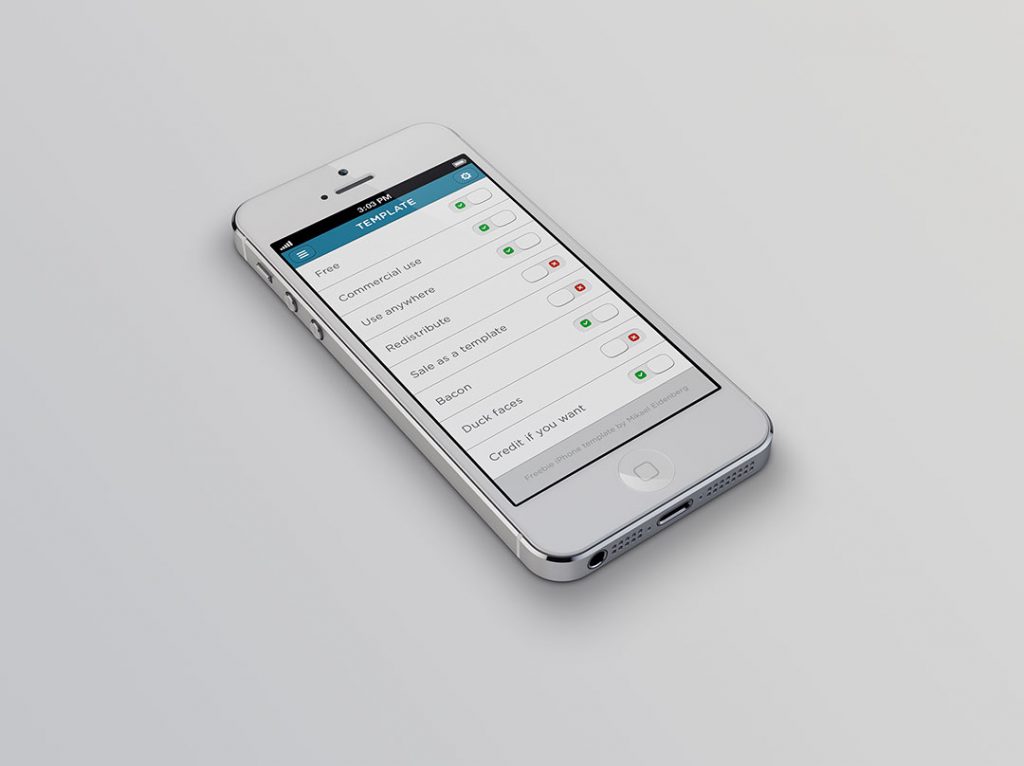 3:03 PM
TEMPLATE
Free
Commercial use
Use anywhere
Redistribute
Sale as a template
Bacon
Duck faces
Credit if you want
Freebie iPhone template by Mikael Eidenberg